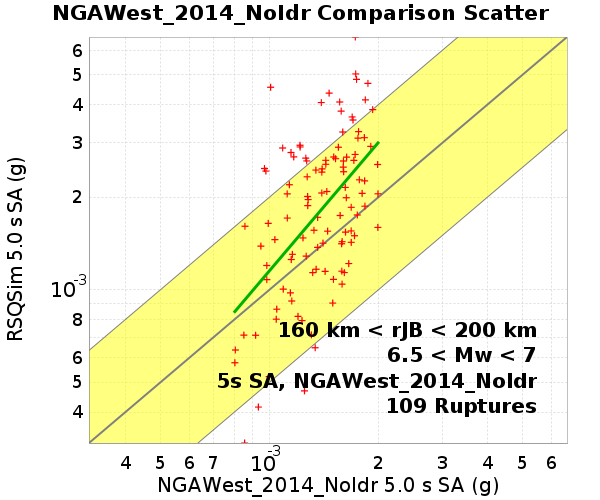 NGAWest_2014_NoIdr Comparison Scatter
RSQSim 5.0 s SA (g)
6
5
4
3
2
10-3
8
6
5
4
160 km < rJB < 200 km
6.5 < Mw < 7
5s SA, NGAWest_2014_NoIdr
109 Ruptures
4 5 6 7 10-3 2 3 4 5 6
NGAWest_2014_NoIdr 5.0 s SA (g)